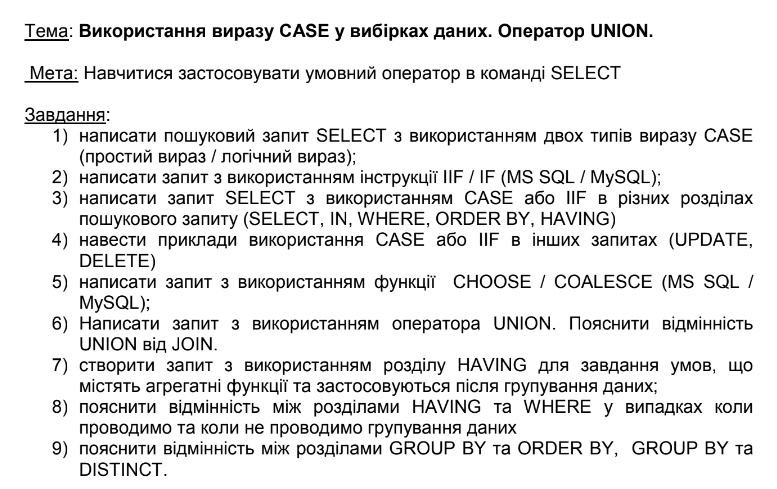 Тема: Використання виразу CASE у вибірках даних. Оператор UNION.
Мета: Навчитися застосовувати умовний оператор в команді SELECT
Завдання:
1) написати пошуковий запит SELECT з використанням двох типів виразу CASE
(простий вираз / логічний вираз);
2) написати запит з використанням інструкції IIF / IF (MS SQL / MySQL);
3) написати запит SELECT з використанням CASE або IIF в різних розділах
пошукового запиту (SELECT, IN, WHERE, ORDER BY, HAVING)
4) навести приклади використання CASE або IIF в інших запитах (UPDATE,
DELETE)
5) написати запит з використанням функції CHOOSE / COALESCE (MS SQL /
MySQL);
6) Написати запит з використанням оператора UNION. Пояснити відмінність
UNION від JOIN.
7) створити запит з використанням розділу HAVING для завдання умов, що
містять агрегатні функції та застосовуються після групування даних;
8) пояснити відмінність між розділами HAVING та WHERE у випадках коли
проводимо та коли не проводимо групування даних
9) пояснити відмінність між розділами GROUP BY та ORDER BY, GROUP BY та
DISTINCT.